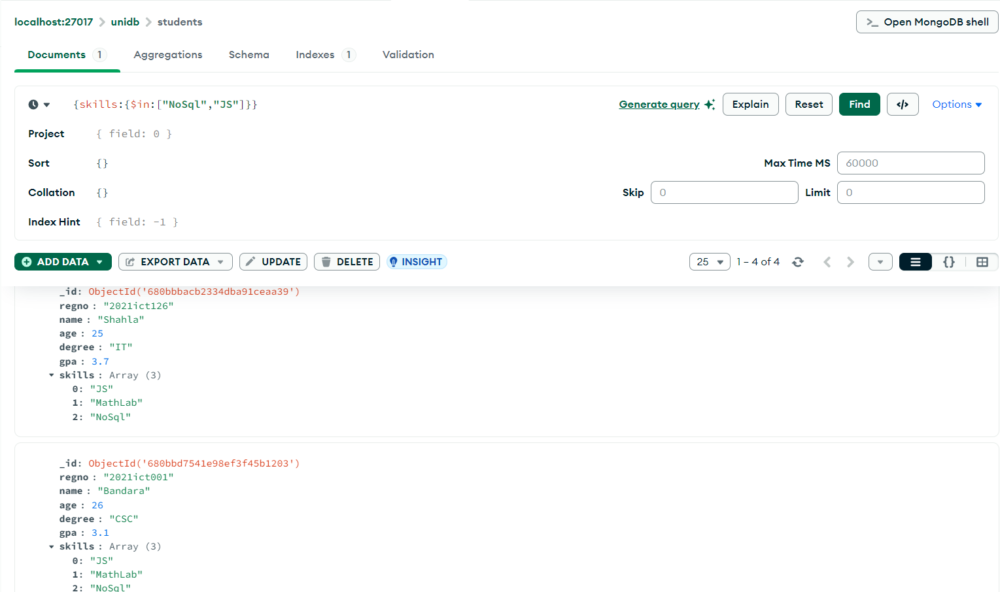 localhost:27017 > unidb > students
>_ Open MongoDB shell
Documents 1 Aggregations Schema Indexes 1 Validation
{skills:{$in:["NoSql","JS"]}} Generate query Explain Reset Find </> Options
Project { field: 0 }
Sort {} Max Time MS 60000
Collation {} Skip 0 Limit 0
Index Hint { field: -1 }
ADD DATA EXPORT DATA UPDATE DELETE INSIGHT 25 1 – 4 of 4 {}
_id: ObjectId('680bbbacb2334dba91ceaa39')
regno : "2021ict126"
name : "Shahla"
age : 25
degree : "IT"
gpa : 3.7
skills : Array (3)
0: "JS"
1: "MathLab"
2: "NoSql"
_id: ObjectId('680bbd7541e98ef3f45b1203')
regno : "2021ict001"
name : "Bandara"
age : 26
degree : "CSC"
gpa : 3.1
skills : Array (3)
0: "JS"
1: "MathLab"
2: "NoSql"